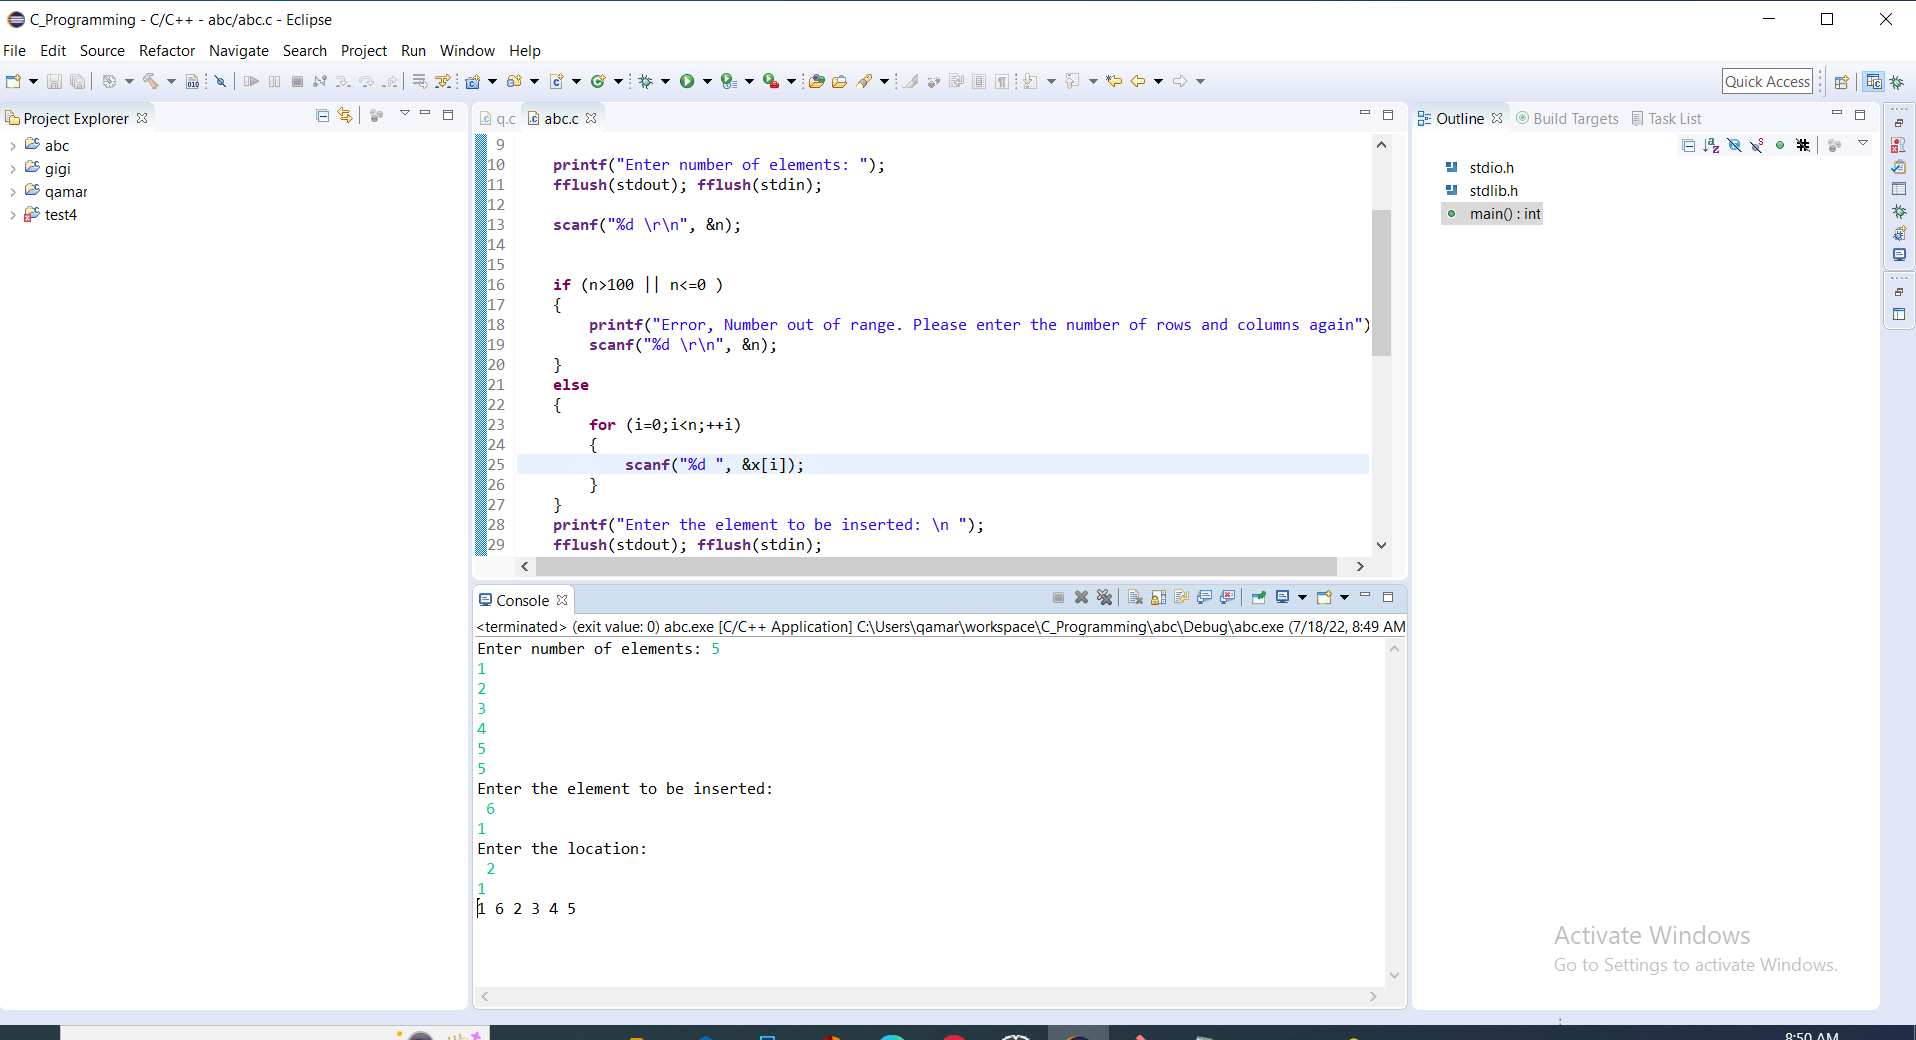 C_Programming - C/C++ - abc/abc.c - Eclipse
File Edit Source Refactor Navigate Search Project Run Window Help
Quick Access
Project Explorer
abc
gigi
qamar
test4
q.c abc.c
9
10 printf("Enter number of elements: ");
11 fflush(stdout); fflush(stdin);
12
13 scanf("%d \r\n", &n);
14
15
16 if (n>100 || n<=0 )
17 {
18 printf("Error, Number out of range. Please enter the number of rows and columns again")
19 scanf("%d \r\n", &n);
20 }
21 else
22 {
23 for (i=0;i<n;++i)
24 {
25 scanf("%d ", &x[i]);
26 }
27 }
28 printf("Enter the element to be inserted: \n ");
29 fflush(stdout); fflush(stdin);
Console
<terminated> (exit value: 0) abc.exe [C/C++ Application] C:\Users\qamar\workspace\C_Programming\abc\Debug\abc.exe (7/18/22, 8:49 AM
Enter number of elements: 5
1
2
3
4
5
5
Enter the element to be inserted:
6
1
Enter the location:
2
1
1 6 2 3 4 5
Outline Build Targets Task List
stdio.h
stdlib.h
main() : int
Activate Windows
Go to Settings to activate Windows.
8:50 AM